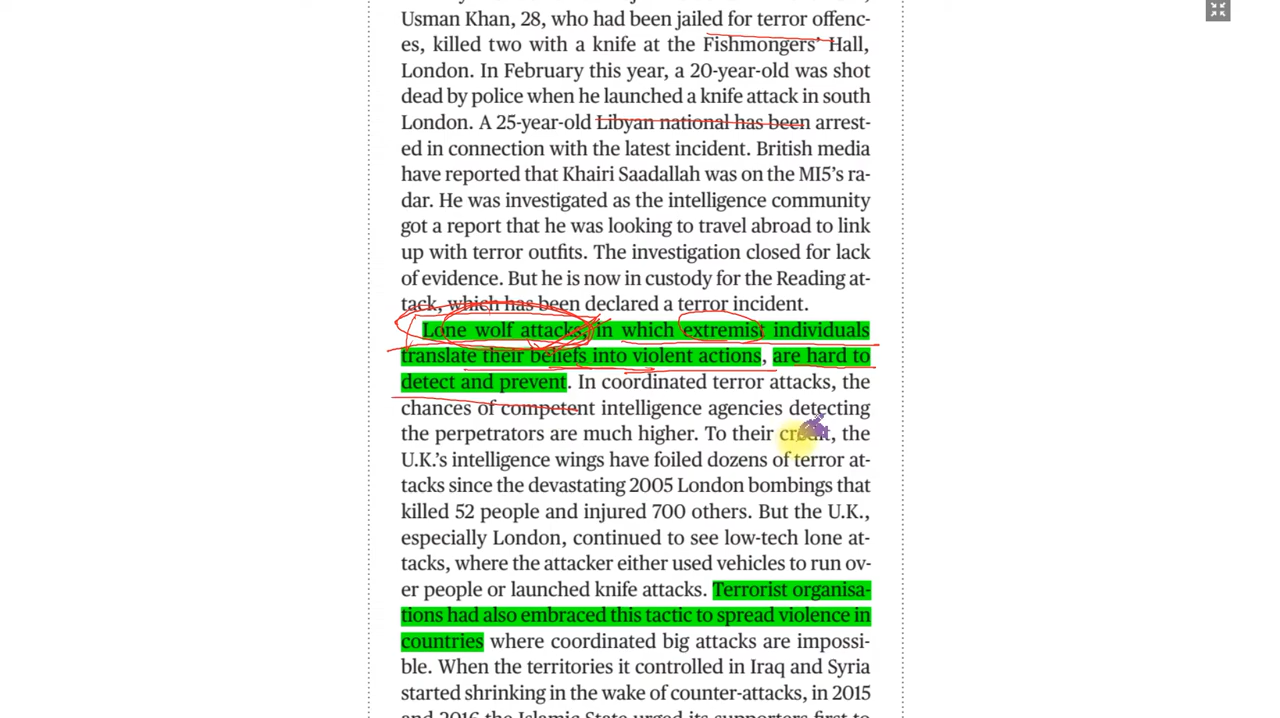 Usman Khan, 28, who had been jailed for terror offenc-
es, killed two with a knife at the Fishmongers’ Hall,
London. In February this year, a 20-year-old was shot
dead by police when he launched a knife attack in south
London. A 25-year-old Libyan national has been arrest-
ed in connection with the latest incident. British media
have reported that Khairi Saadallah was on the MI5’s ra-
dar. He was investigated as the intelligence community
got a report that he was looking to travel abroad to link
up with terror outfits. The investigation closed for lack
of evidence. But he is now in custody for the Reading at-
tack, which has been declared a terror incident.
Lone wolf attacks, in which extremist individuals
translate their beliefs into violent actions, are hard to
detect and prevent. In coordinated terror attacks, the
chances of competent intelligence agencies detecting
the perpetrators are much higher. To their credit, the
U.K.’s intelligence wings have foiled dozens of terror at-
tacks since the devastating 2005 London bombings that
killed 52 people and injured 700 others. But the U.K.,
especially London, continued to see low-tech lone at-
tacks, where the attacker either used vehicles to run ov-
er people or launched knife attacks. Terrorist organisa-
tions had also embraced this tactic to spread violence in
countries where coordinated big attacks are impossi-
ble. When the territories it controlled in Iraq and Syria
started shrinking in the wake of counter-attacks, in 2015
and 2016 the Islamic State urged its supporters first to